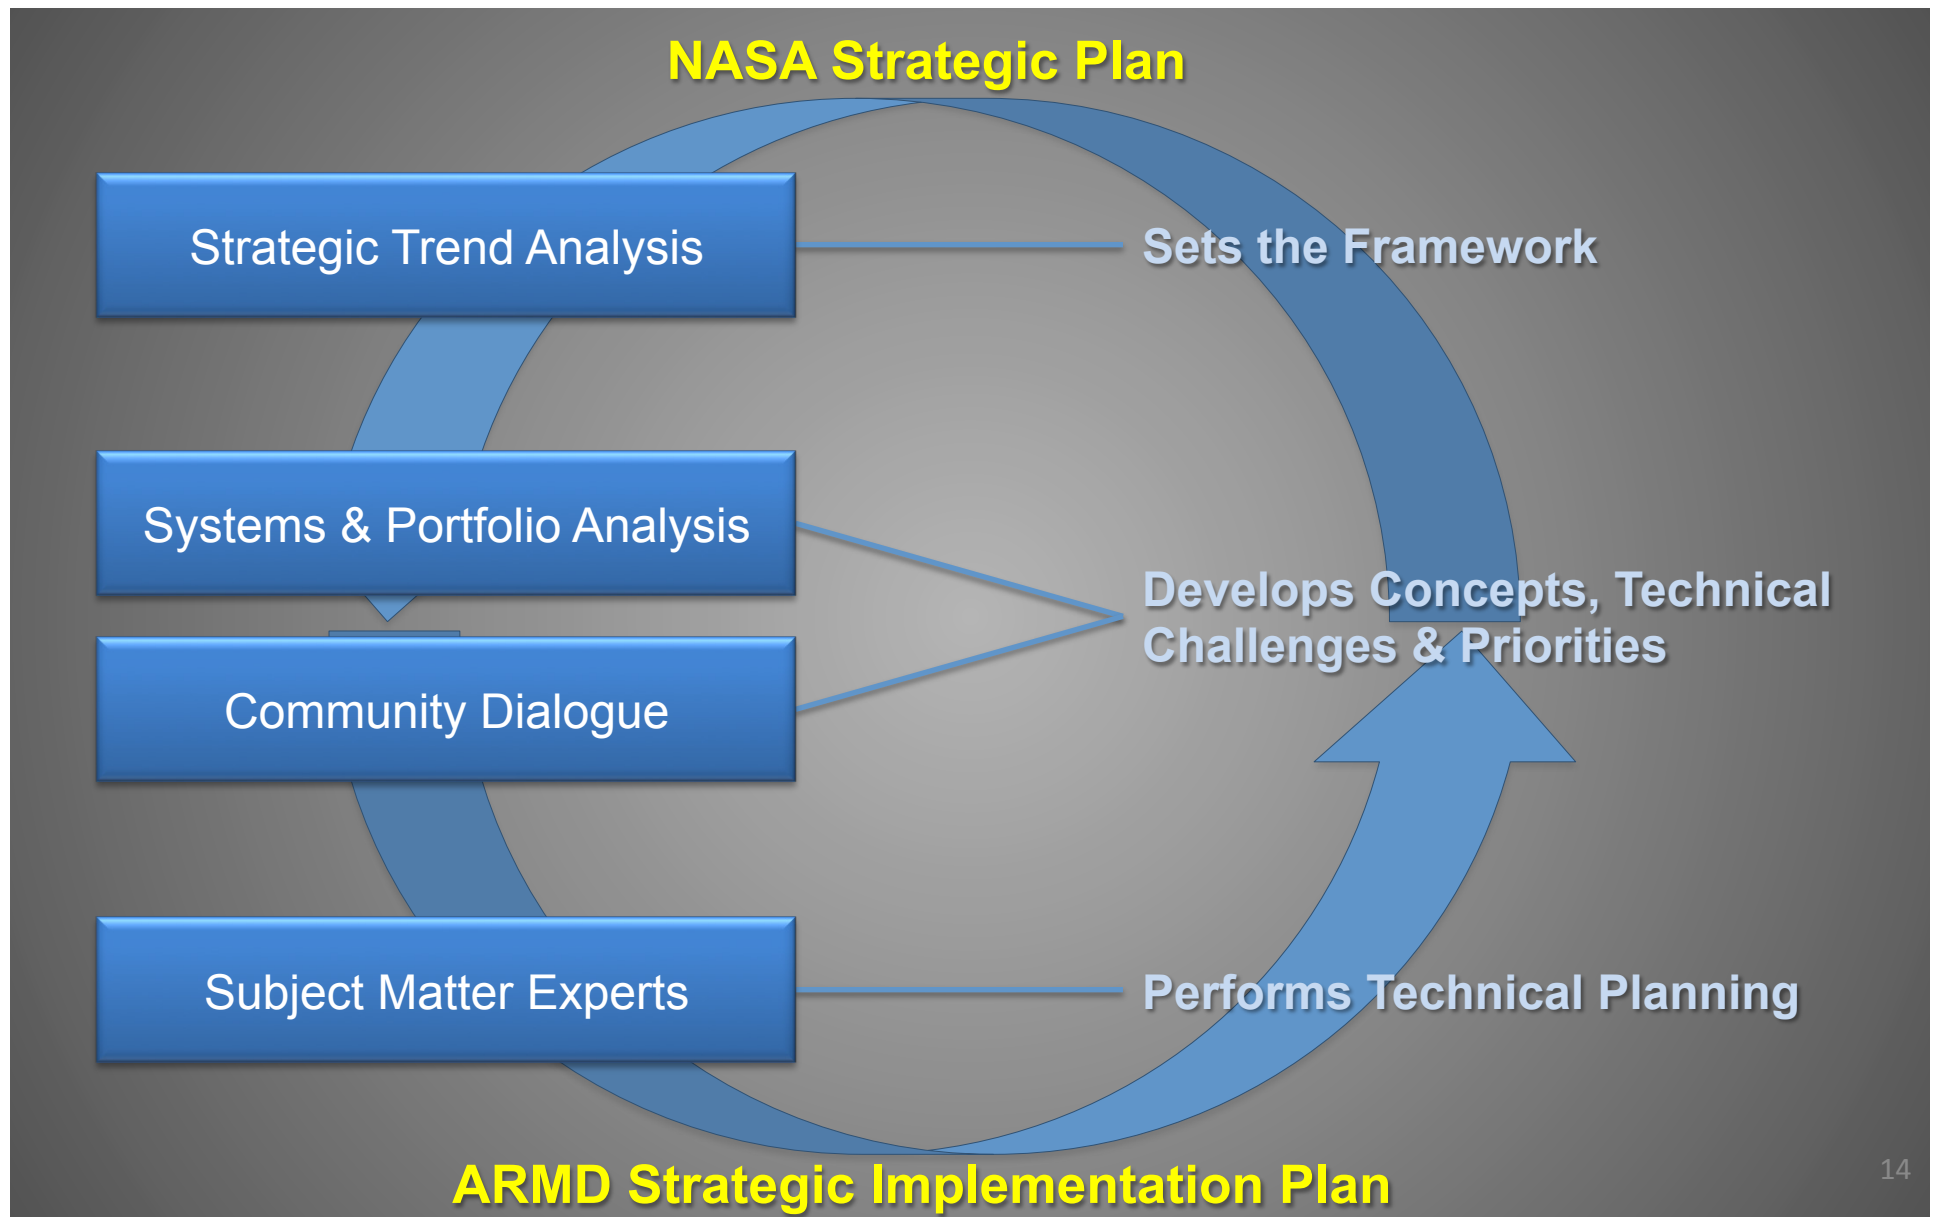 NASA Strategic Plan
Strategic Trend Analysis
Sets the Framework
Systems & Portfolio Analysis
Develops Concepts, Technical
Challenges & Priorities
Community Dialogue
Subject Matter Experts
Performs Technical Planning
ARMD Strategic Implementation Plan
14